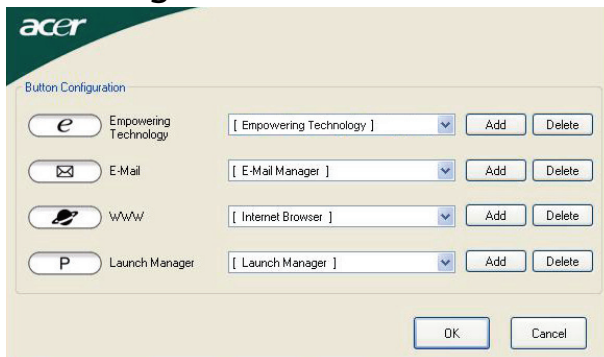 acer
Button Configuration
e Empowering Technology [ Empowering Technology ] Add Delete
E-Mail [ E-Mail Manager ] Add Delete
WWW [ Internet Browser ] Add Delete
P Launch Manager [ Launch Manager ] Add Delete
OK Cancel